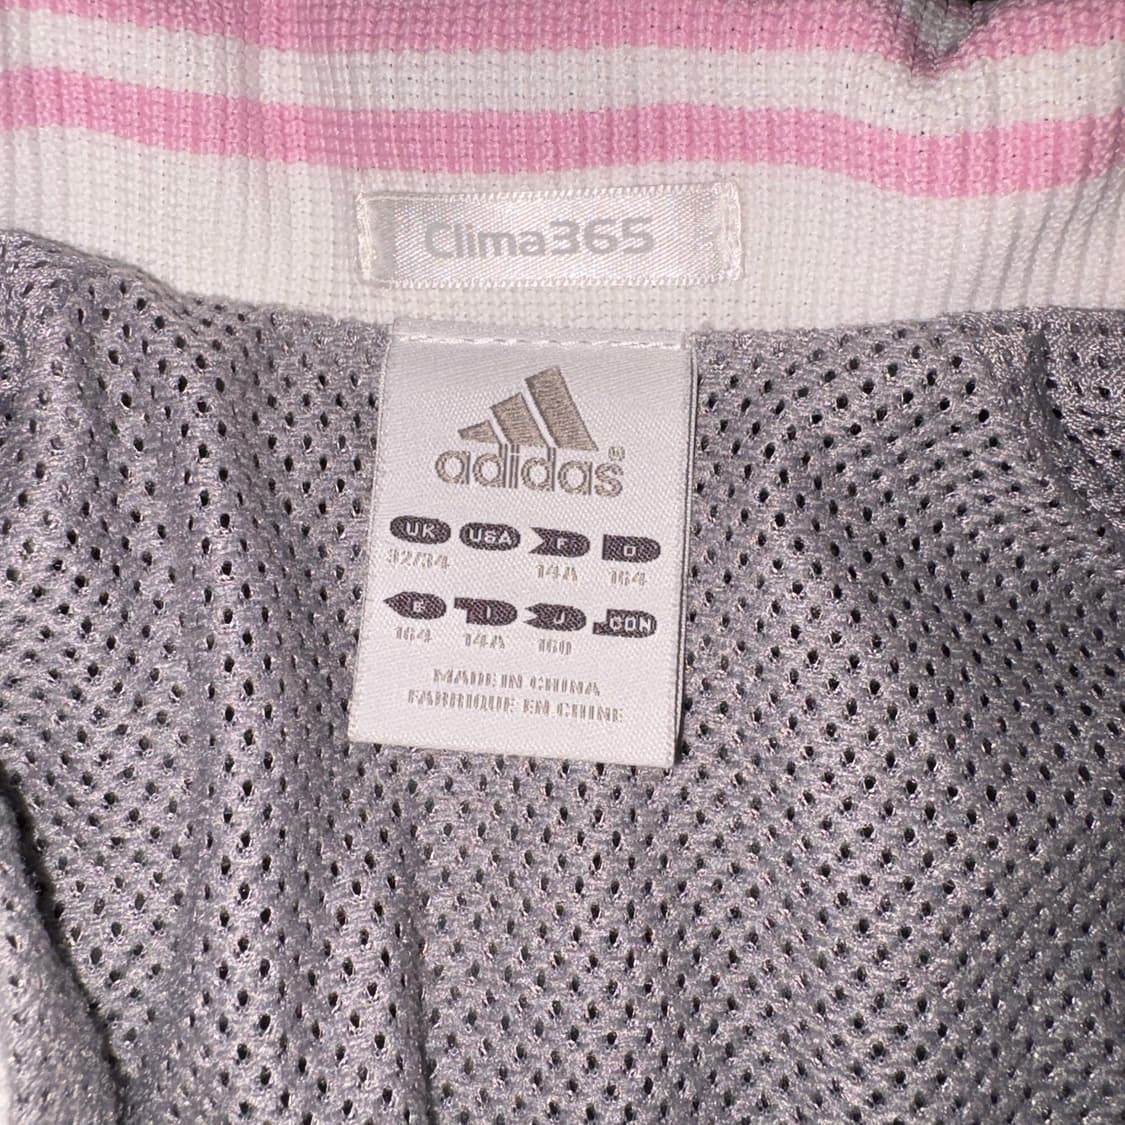 Clima365
adidas®
UK USA F D
32/34 14A 164
E I J CON
164 14A 160
MADE IN CHINA
FABRIQUE EN CHINE